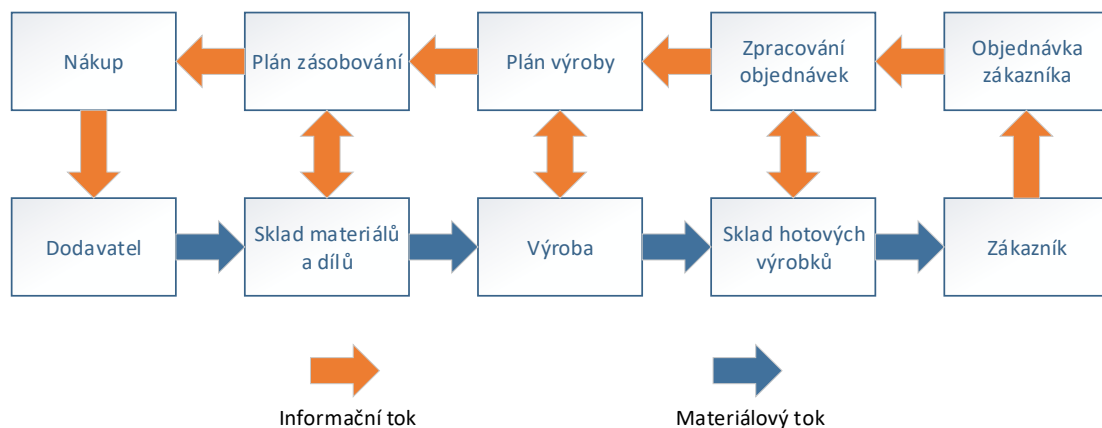 Nákup
Plán zásobování
Plán výroby
Zpracování
objednávek
Objednávka
zákazníka
Dodavatel
Sklad materiálů
a dílů
Výroba
Sklad hotových
výrobků
Zákazník
Informační tok
Materiálový tok